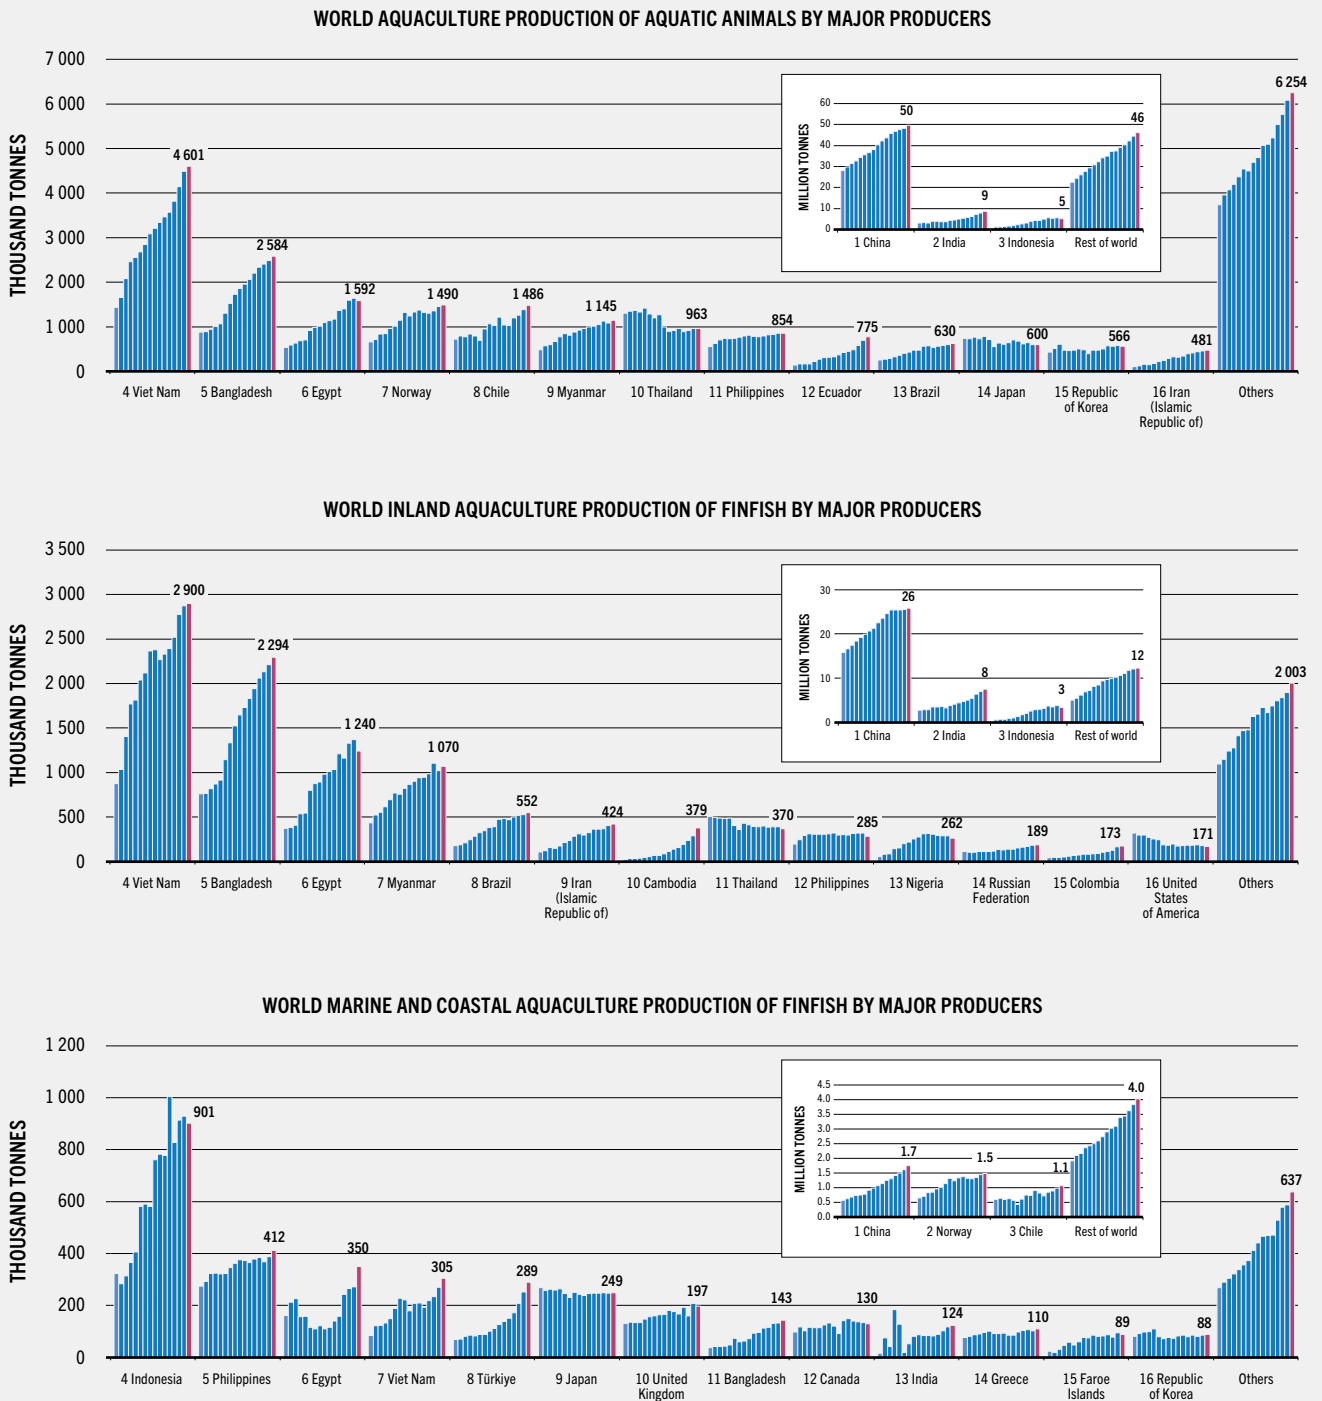 WORLD AQUACULTURE PRODUCTION OF AQUATIC ANIMALS BY MAJOR PRODUCERS
THOUSAND TONNES
7 000
6 000
5 000
4 000
3 000
2 000
1 000
0
4 601
2 584
1 592
1 490
1 486
1 145
963
854
775
630
600
566
481
6 254
4 Viet Nam
5 Bangladesh
6 Egypt
7 Norway
8 Chile
9 Myanmar
10 Thailand
11 Philippines
12 Ecuador
13 Brazil
14 Japan
15 Republic
of Korea
16 Iran
(Islamic
Republic of)
Others
MILLION TONNES
60
50
40
30
20
10
0
50
9
5
46
1 China
2 India
3 Indonesia
Rest of world
WORLD INLAND AQUACULTURE PRODUCTION OF FINFISH BY MAJOR PRODUCERS
THOUSAND TONNES
3 500
3 000
2 500
2 000
1 500
1 000
500
0
2 900
2 294
1 240
1 070
552
424
379
370
285
262
189
173
171
2 003
4 Viet Nam
5 Bangladesh
6 Egypt
7 Myanmar
8 Brazil
9 Iran
(Islamic
Republic of)
10 Cambodia
11 Thailand
12 Philippines
13 Nigeria
14 Russian
Federation
15 Colombia
16 United
States
of America
Others
MILLION TONNES
30
20
10
0
26
8
3
12
1 China
2 India
3 Indonesia
Rest of world
WORLD MARINE AND COASTAL AQUACULTURE PRODUCTION OF FINFISH BY MAJOR PRODUCERS
THOUSAND TONNES
1 200
1 000
800
600
400
200
0
901
412
350
305
289
249
197
143
130
124
110
89
88
637
4 Indonesia
5 Philippines
6 Egypt
7 Viet Nam
8 Türkiye
9 Japan
10 United
Kingdom
11 Bangladesh
12 Canada
13 India
14 Greece
15 Faroe
Islands
16 Republic
of Korea
Others
MILLION TONNES
4.5
4.0
3.5
3.0
2.5
2.0
1.5
1.0
0.5
0.0
1.7
1.5
1.1
4.0
1 China
2 Norway
3 Chile
Rest of world